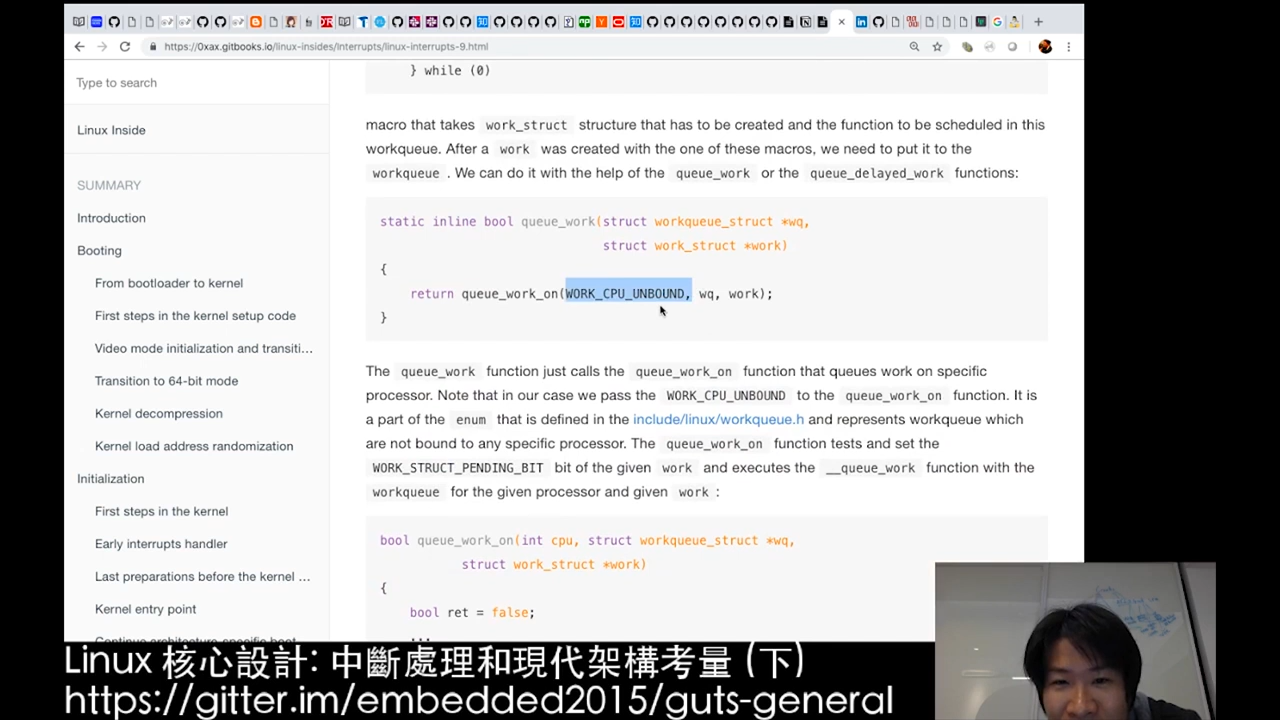 https://0xax.gitbooks.io/linux-insides/Interrupts/linux-interrupts-9.html
Type to search
Linux Inside
SUMMARY
Introduction
Booting
From bootloader to kernel
First steps in the kernel setup code
Video mode initialization and transiti...
Transition to 64-bit mode
Kernel decompression
Kernel load address randomization
Initialization
First steps in the kernel
Early interrupts handler
Last preparations before the kernel ...
Kernel entry point
Continue architecture-specific boot
} while (0)
macro that takes work_struct structure that has to be created and the function to be scheduled in this
workqueue. After a work was created with the one of these macros, we need to put it to the
workqueue . We can do it with the help of the queue_work or the queue_delayed_work functions:
static inline bool queue_work(struct workqueue_struct *wq,
struct work_struct *work)
{
return queue_work_on(WORK_CPU_UNBOUND, wq, work);
}
The queue_work function just calls the queue_work_on function that queues work on specific
processor. Note that in our case we pass the WORK_CPU_UNBOUND to the queue_work_on function. It is
a part of the enum that is defined in the include/linux/workqueue.h and represents workqueue which
are not bound to any specific processor. The queue_work_on function tests and set the
WORK_STRUCT_PENDING_BIT bit of the given work and executes the __queue_work function with the
workqueue for the given processor and given work :
bool queue_work_on(int cpu, struct workqueue_struct *wq,
struct work_struct *work)
{
bool ret = false;
...
Linux 核心設計: 中斷處理和現代架構考量 (下)
https://gitter.im/embedded2015/guts-general